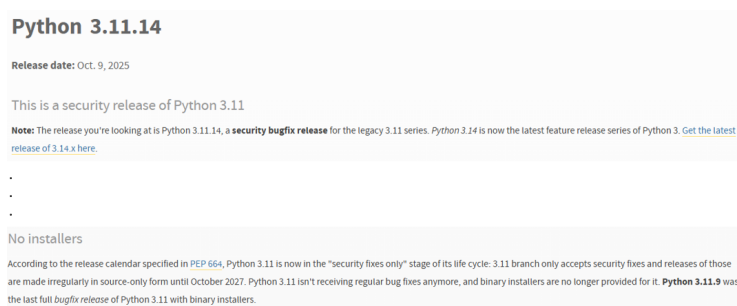 Python 3.11.14
Release date: Oct. 9, 2025
This is a security release of Python 3.11
Note: The release you're looking at is Python 3.11.14, a security bugfix release for the legacy 3.11 series. Python 3.14 is now the latest feature release series of Python 3. Get the latest
release of 3.14.x here.
.
.
.
No installers
According to the release calendar specified in PEP 664, Python 3.11 is now in the "security fixes only" stage of its life cycle: 3.11 branch only accepts security fixes and releases of those
are made irregularly in source-only form until October 2027. Python 3.11 isn't receiving regular bug fixes anymore, and binary installers are no longer provided for it. Python 3.11.9 was
the last full bugfix release of Python 3.11 with binary installers.